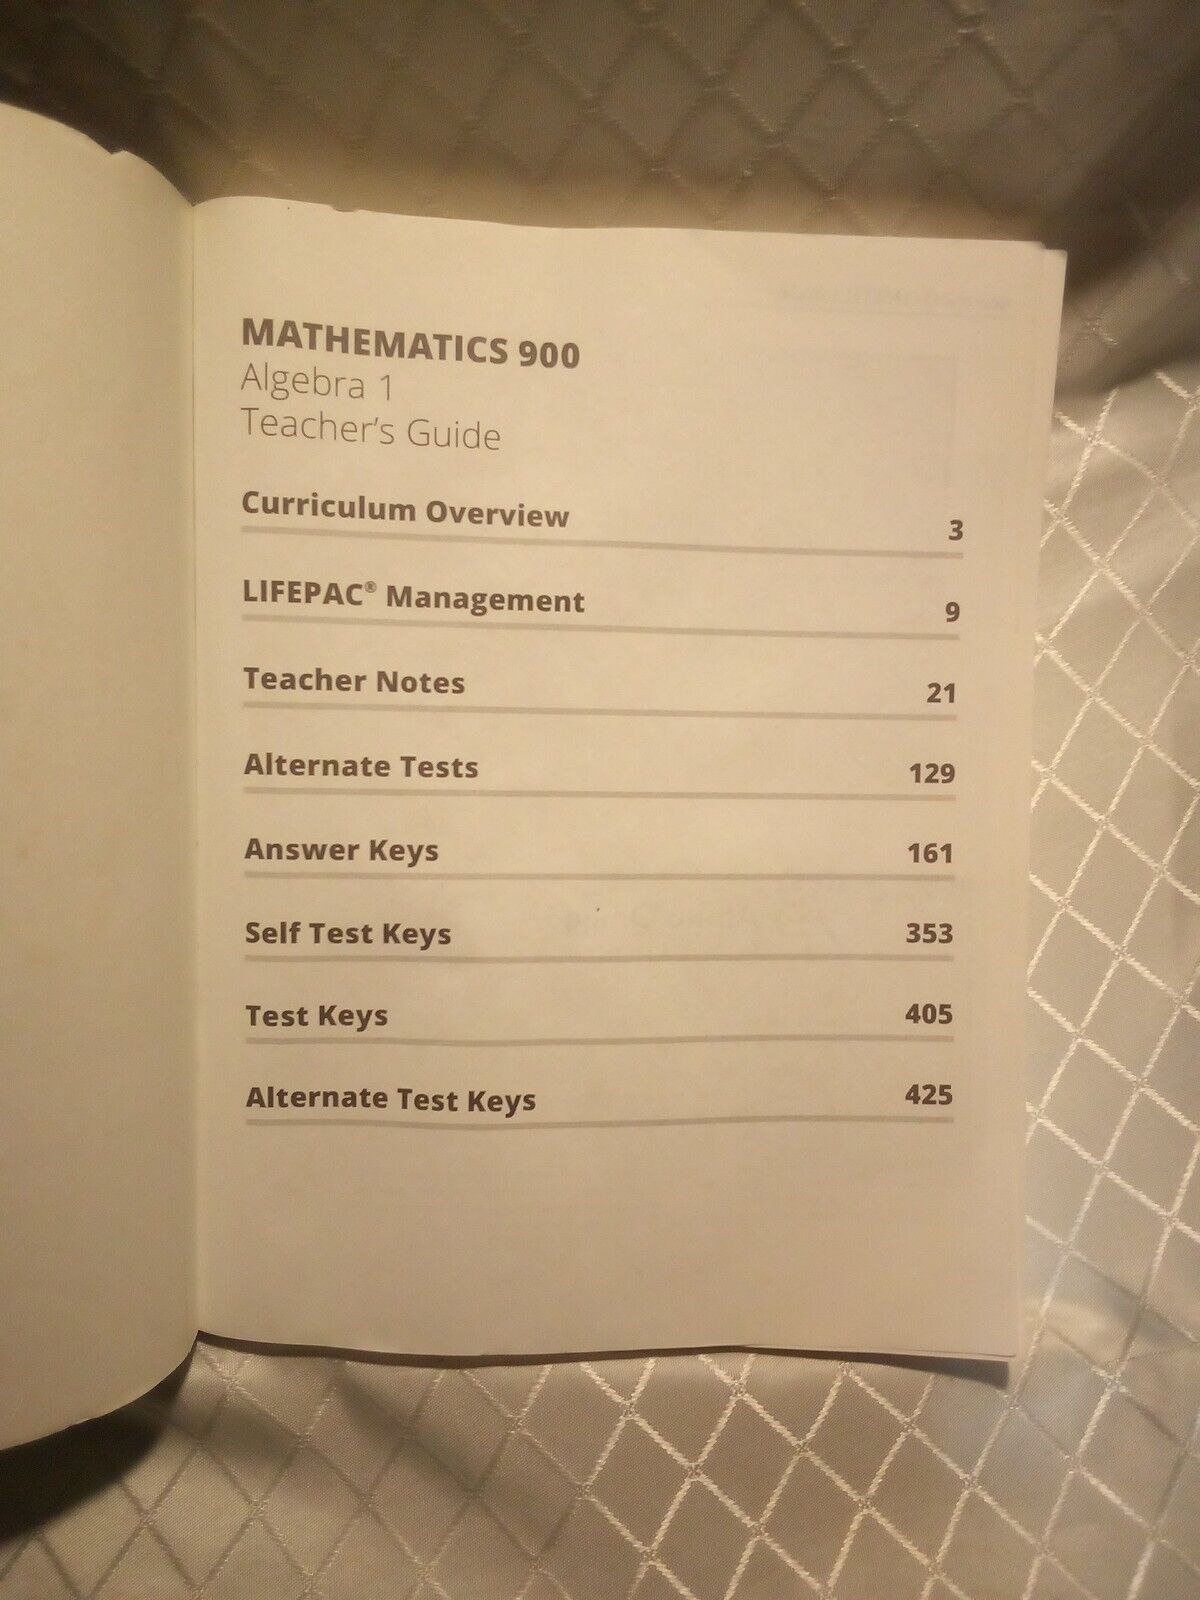 MATHEMATICS 900
Algebra 1
Teacher's Guide
Curriculum Overview 3
LIFEPAC® Management 9
Teacher Notes 21
Alternate Tests 129
Answer Keys 161
Self Test Keys 353
Test Keys 405
Alternate Test Keys 425